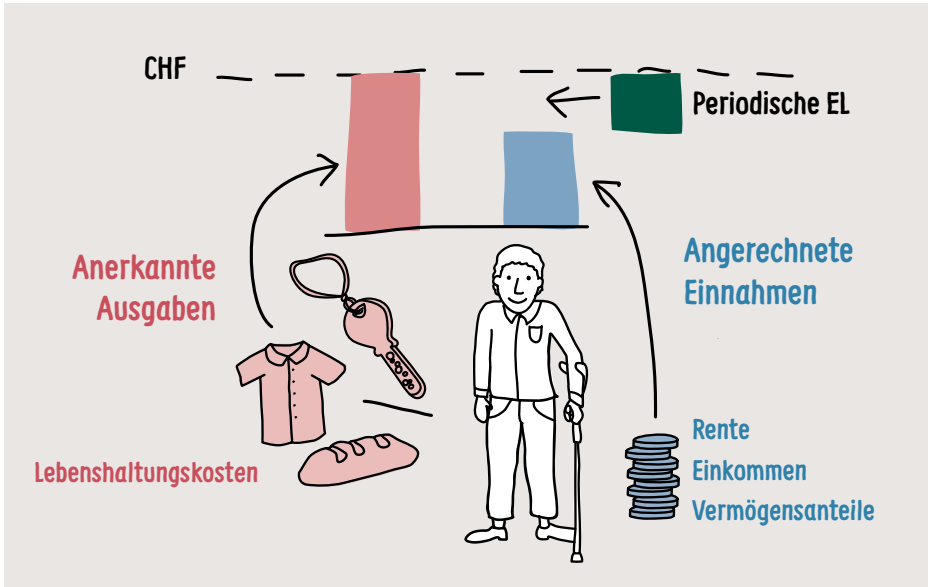 CHF
Periodische EL
Anerkannte
Ausgaben
Angerechnete
Einnahmen
Lebenshaltungskosten
Rente
Einkommen
Vermögensanteile